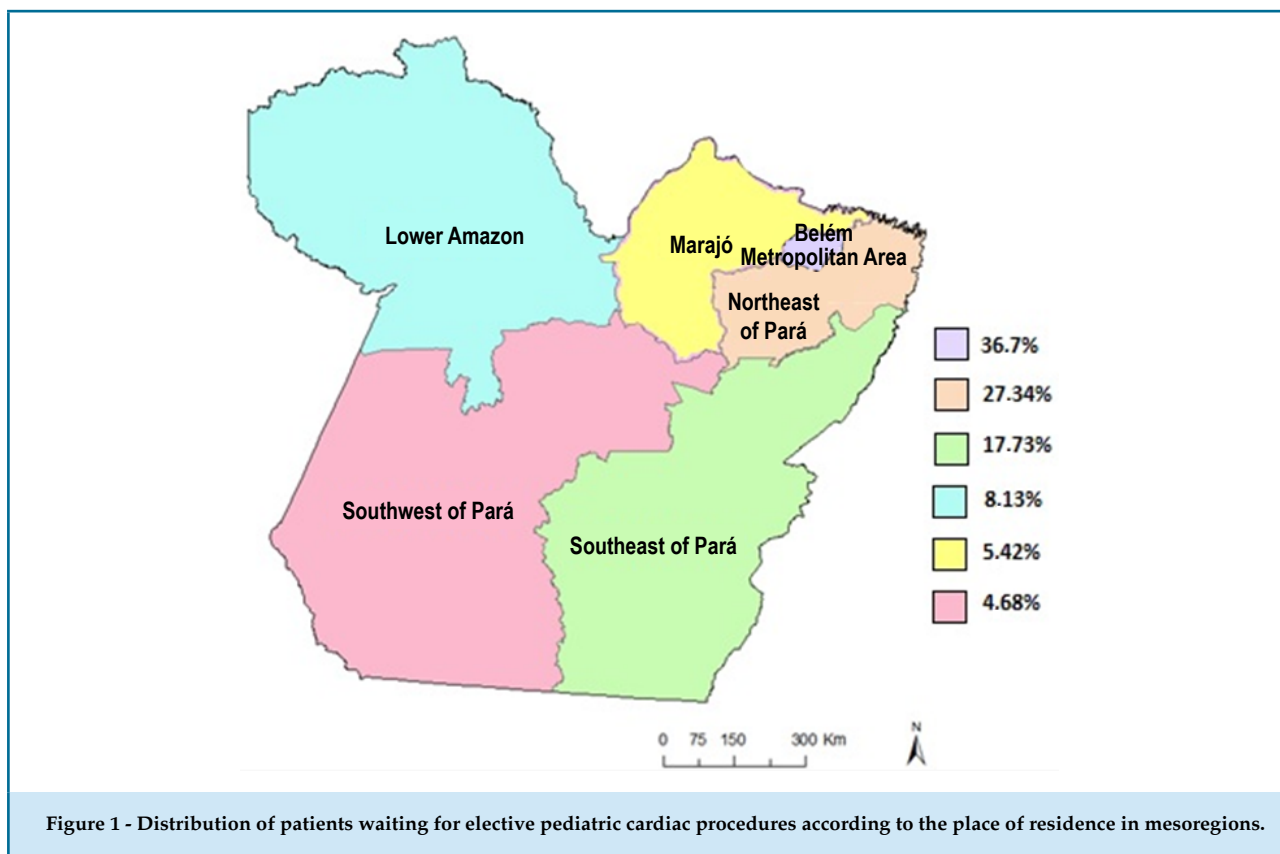 Lower Amazon
Marajó
Belém
Metropolitan Area
Northeast
of Pará
Southwest of Pará
Southeast of Pará
36.7%
27.34%
17.73%
8.13%
5.42%
4.68%
0 75 150 300 Km
N
Figure 1 - Distribution of patients waiting for elective pediatric cardiac procedures according to the place of residence in mesoregions.